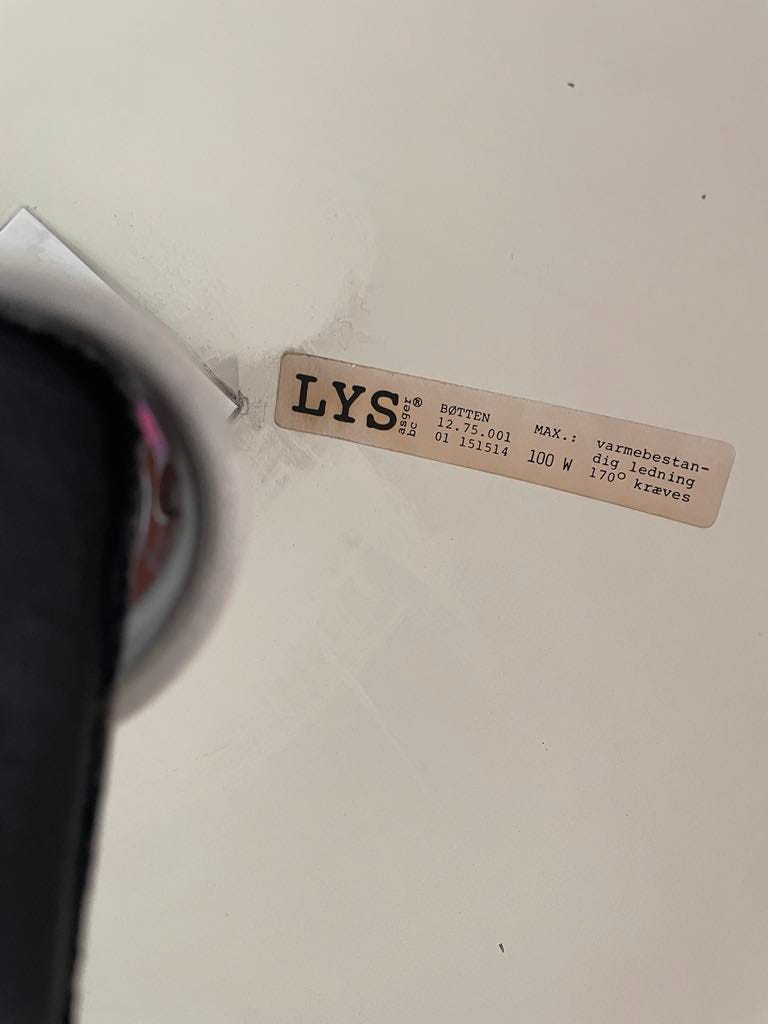 LYS®
asger
bc
BØTTEN
12.75.001
01 151514
MAX.:
100 W
varmebestan-
dig ledning
170° kræves